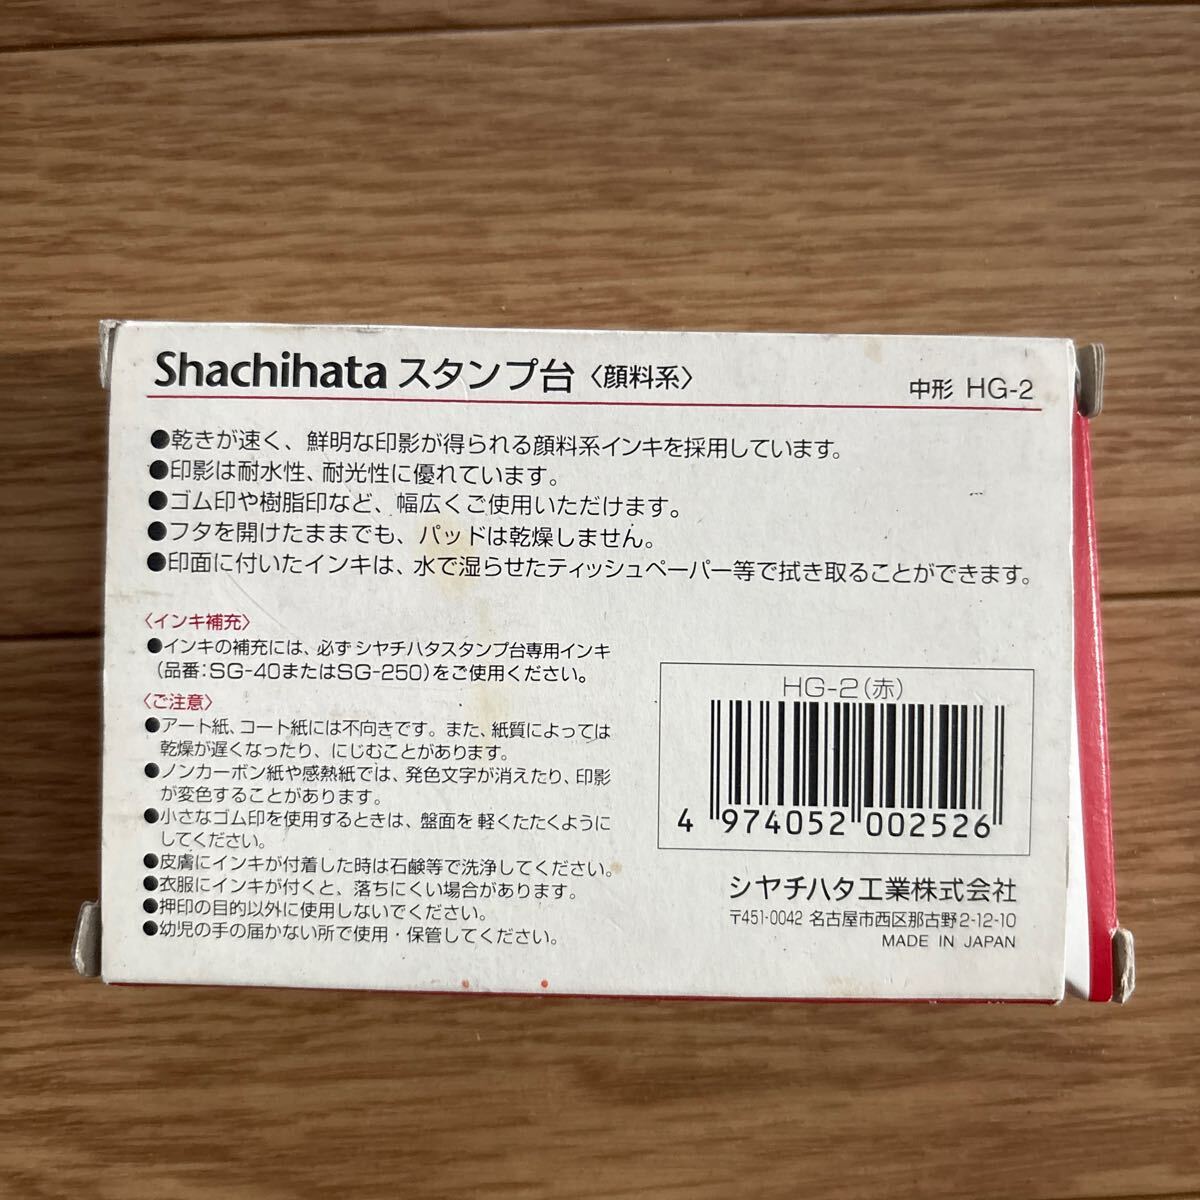 Shachihata スタンプ台〈顔料系〉 中形 HG-2
●乾きが速く、鮮明な印影が得られる顔料系インキを採用しています。
●印影は耐水性、耐光性に優れています。
●ゴム印や樹脂印など、幅広くご使用いただけます。
●フタを開けたままでも、パッドは乾燥しません。
●印面に付いたインキは、水で湿らせたティッシュペーパー等で拭き取ることができます。
〈インキ補充〉
●インキの補充には、必ずシヤチハタスタンプ台専用インキ
(品番:SG-40またはSG-250)をご使用ください。
〈ご注意〉
●アート紙、コート紙には不向きです。また、紙質によっては
乾燥が遅くなったり、にじむことがあります。
●ノンカーボン紙や感熱紙では、発色文字が消えたり、印影
が変色することがあります。
●小さなゴム印を使用するときは、盤面を軽くたたくように
してください。
●皮膚にインキが付着した時は石鹸等で洗浄してください。
●衣服にインキが付くと、落ちにくい場合があります。
●押印の目的以外に使用しないでください。
●幼児の手の届かない所で使用・保管してください。
HG-2(赤)
4 974052 002526
シヤチハタ工業株式会社
〒451-0042 名古屋市西区那古野2-12-10
MADE IN JAPAN